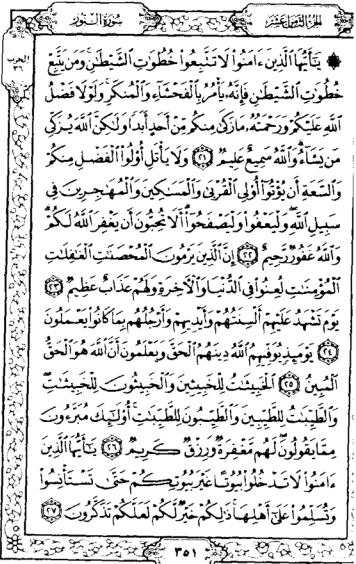 الجزء الثامن عشر
سورة النور
الحزب ٣٦
۞ يَٰٓأَيُّهَا ٱلَّذِينَ ءَامَنُوا۟ لَا تَتَّبِعُوا۟ خُطُوَٰتِ ٱلشَّيْطَٰنِ وَمَن يَتَّبِعْ
خُطُوَٰتِ ٱلشَّيْطَٰنِ فَإِنَّهُۥ يَأْمُرُ بِٱلْفَحْشَآءِ وَٱلْمُنكَرِ وَلَوْلَا فَضْلُ
ٱللَّهِ عَلَيْكُمْ وَرَحْمَتُهُۥ مَا زَكَىٰ مِنكُم مِّنْ أَحَدٍ أَبَدًا وَلَٰكِنَّ ٱللَّهَ يُزَكِّى
مَن يَشَآءُ وَٱللَّهُ سَمِيعٌ عَلِيمٌ ٢١ وَلَا يَأْتَلِ أُو۟لُوا۟ ٱلْفَضْلِ مِنكُمْ
وَٱلسَّعَةِ أَن يُؤْتُوٓا۟ أُو۟لِى ٱلْقُرْبَىٰ وَٱلْمَسَٰكِينَ وَٱلْمُهَٰجِرِينَ فِى
سَبِيلِ ٱللَّهِ وَلْيَعْفُوا۟ وَلْيَصْفَحُوٓا۟ أَلَا تُحِبُّونَ أَن يَغْفِرَ ٱللَّهُ لَكُمْ
وَٱللَّهُ غَفُورٌ رَّحِيمٌ ٢٢ إِنَّ ٱلَّذِينَ يَرْمُونَ ٱلْمُحْصَنَٰتِ ٱلْغَٰفِلَٰتِ
ٱلْمُؤْمِنَٰتِ لُعِنُوا۟ فِى ٱلدُّنْيَا وَٱلْءَاخِرَةِ وَلَهُمْ عَذَابٌ عَظِيمٌ ٢٣
يَوْمَ تَشْهَدُ عَلَيْهِمْ أَلْسِنَتُهُمْ وَأَيْدِيهِمْ وَأَرْجُلُهُم بِمَا كَانُوا۟ يَعْمَلُونَ
٢٤ يَوْمَئِذٍ يُوَفِّيهِمُ ٱللَّهُ دِينَهُمُ ٱلْحَقَّ وَيَعْلَمُونَ أَنَّ ٱللَّهَ هُوَ ٱلْحَقُّ
ٱلْمُبِينُ ٢٥ ٱلْخَبِيثَٰتُ لِلْخَبِيثِينَ وَٱلْخَبِيثُونَ لِلْخَبِيثَٰتِ
وَٱلطَّيِّبَٰتُ لِلطَّيِّبِينَ وَٱلطَّيِّبُونَ لِلطَّيِّبَٰتِ أُو۟لَٰٓئِكَ مُبَرَّءُونَ
مِمَّا يَقُولُونَ لَهُم مَّغْفِرَةٌ وَرِزْقٌ كَرِيمٌ ٢٦ يَٰٓأَيُّهَا ٱلَّذِينَ
ءَامَنُوا۟ لَا تَدْخُلُوا۟ بُيُوتًا غَيْرَ بُيُوتِكُمْ حَتَّىٰ تَسْتَأْنِسُوا۟
وَتُسَلِّمُوا۟ عَلَىٰٓ أَهْلِهَا ذَٰلِكُمْ خَيْرٌ لَّكُمْ لَعَلَّكُمْ تَذَكَّرُونَ ٢٧
٣٥١